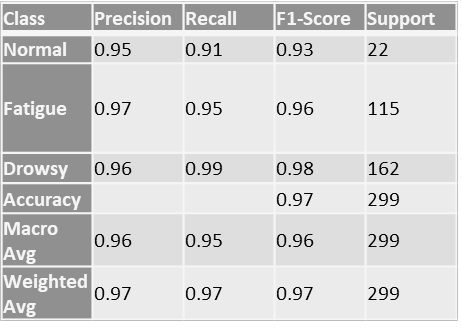 Class Precision Recall F1-Score Support
Normal 0.95 0.91 0.93 22
Fatigue 0.97 0.95 0.96 115
Drowsy 0.96 0.99 0.98 162
Accuracy 0.97 299
Macro
Avg 0.96 0.95 0.96 299
Weighted
Avg 0.97 0.97 0.97 299